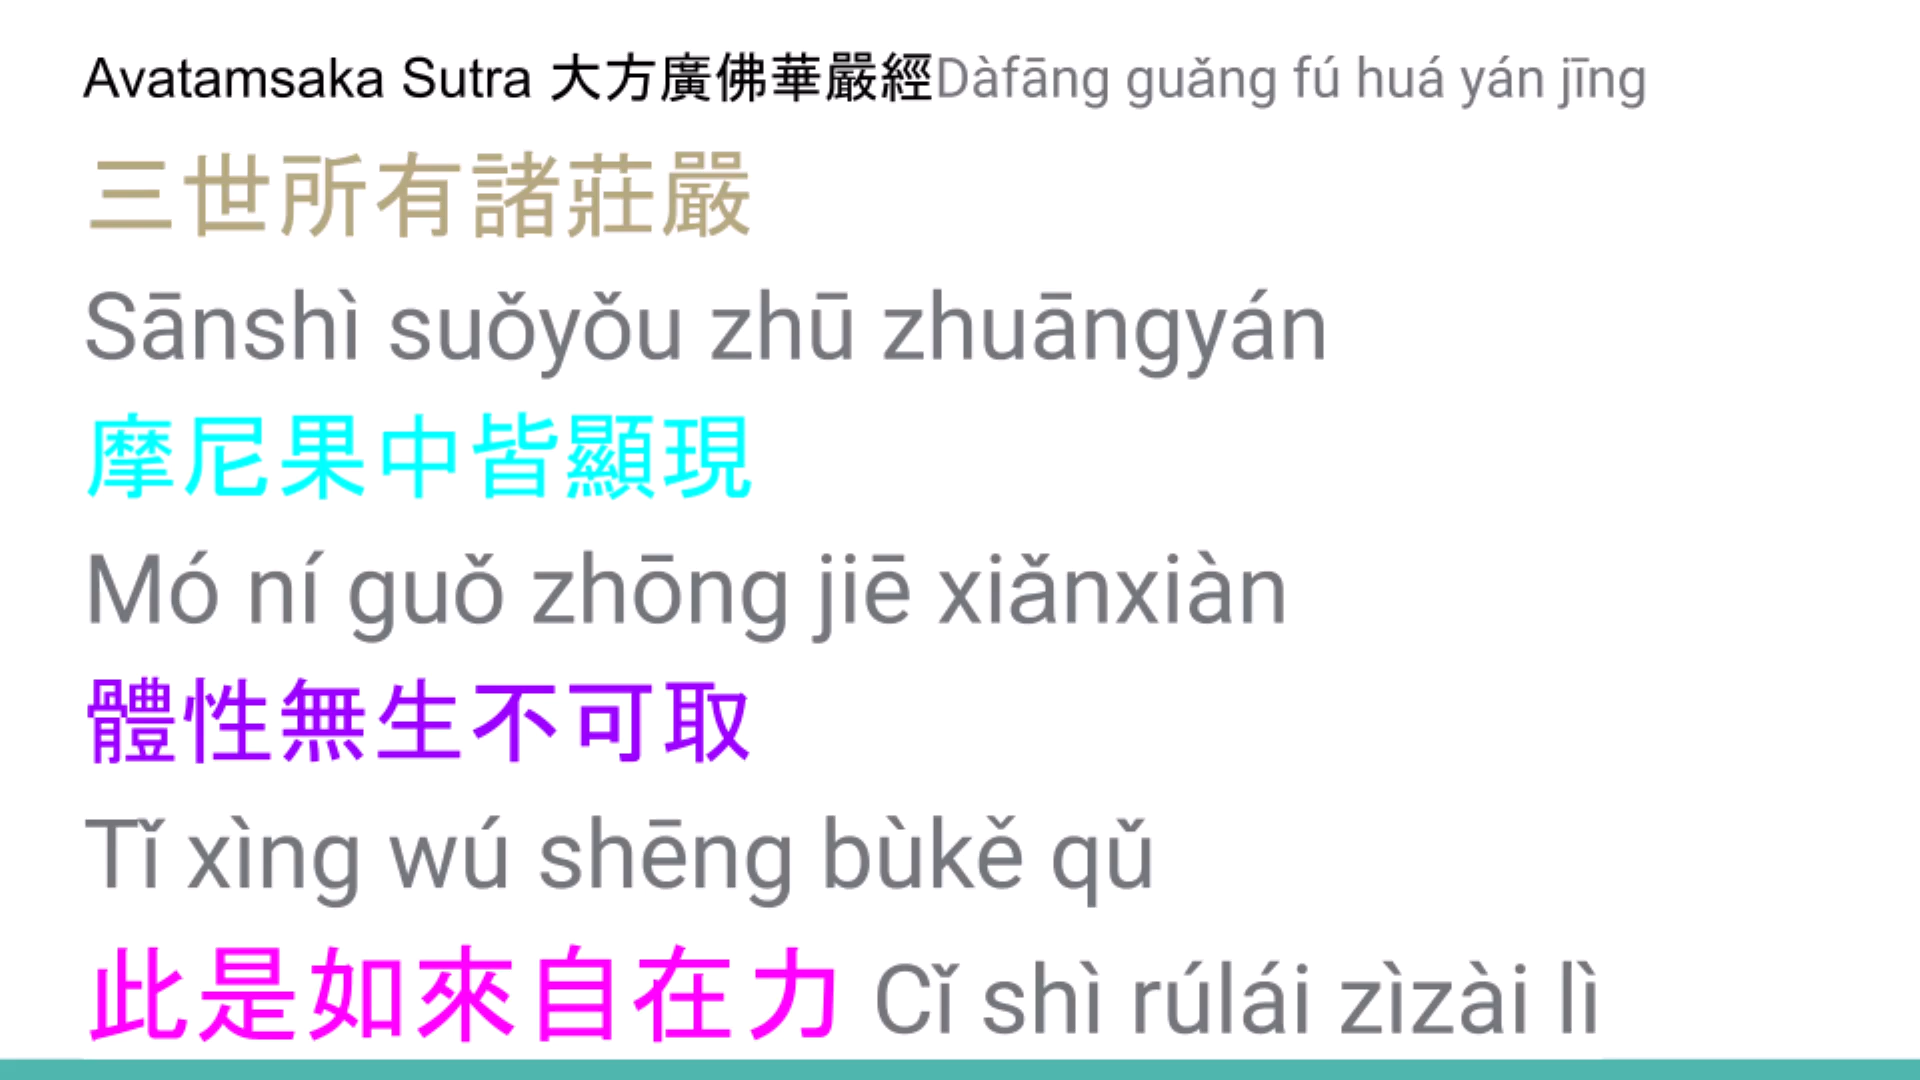 Avatamsaka Sutra 大方廣佛華嚴經Dàfāng guǎng fú huá yán jīng
三世所有諸莊嚴
Sānshì suǒyǒu zhū zhuāngyán
摩尼果中皆顯現
Mó ní guǒ zhōng jiē xiǎnxiàn
體性無生不可取
Tǐ xìng wú shēng bùkě qǔ
此是如來自在力 Cǐ shì rúlái zìzài lì